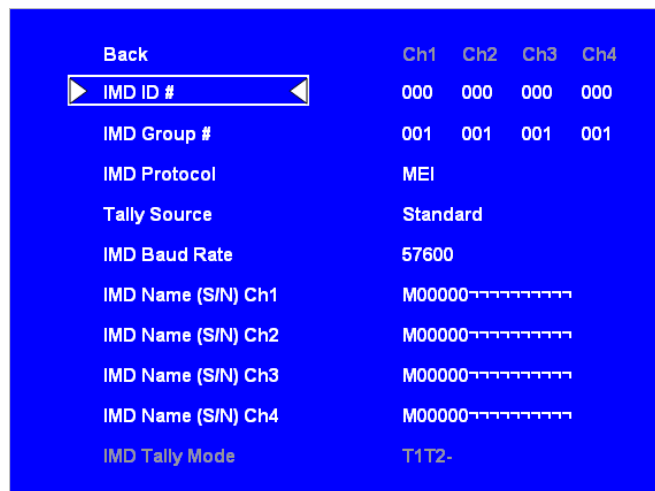 Back Ch1 Ch2 Ch3 Ch4
IMD ID # 000 000 000 000
IMD Group # 001 001 001 001
IMD Protocol MEI
Tally Source Standard
IMD Baud Rate 57600
IMD Name (S/N) Ch1 M00000¬¬¬¬¬¬¬¬¬¬
IMD Name (S/N) Ch2 M00000¬¬¬¬¬¬¬¬¬¬
IMD Name (S/N) Ch3 M00000¬¬¬¬¬¬¬¬¬¬
IMD Name (S/N) Ch4 M00000¬¬¬¬¬¬¬¬¬¬
IMD Tally Mode T1T2-